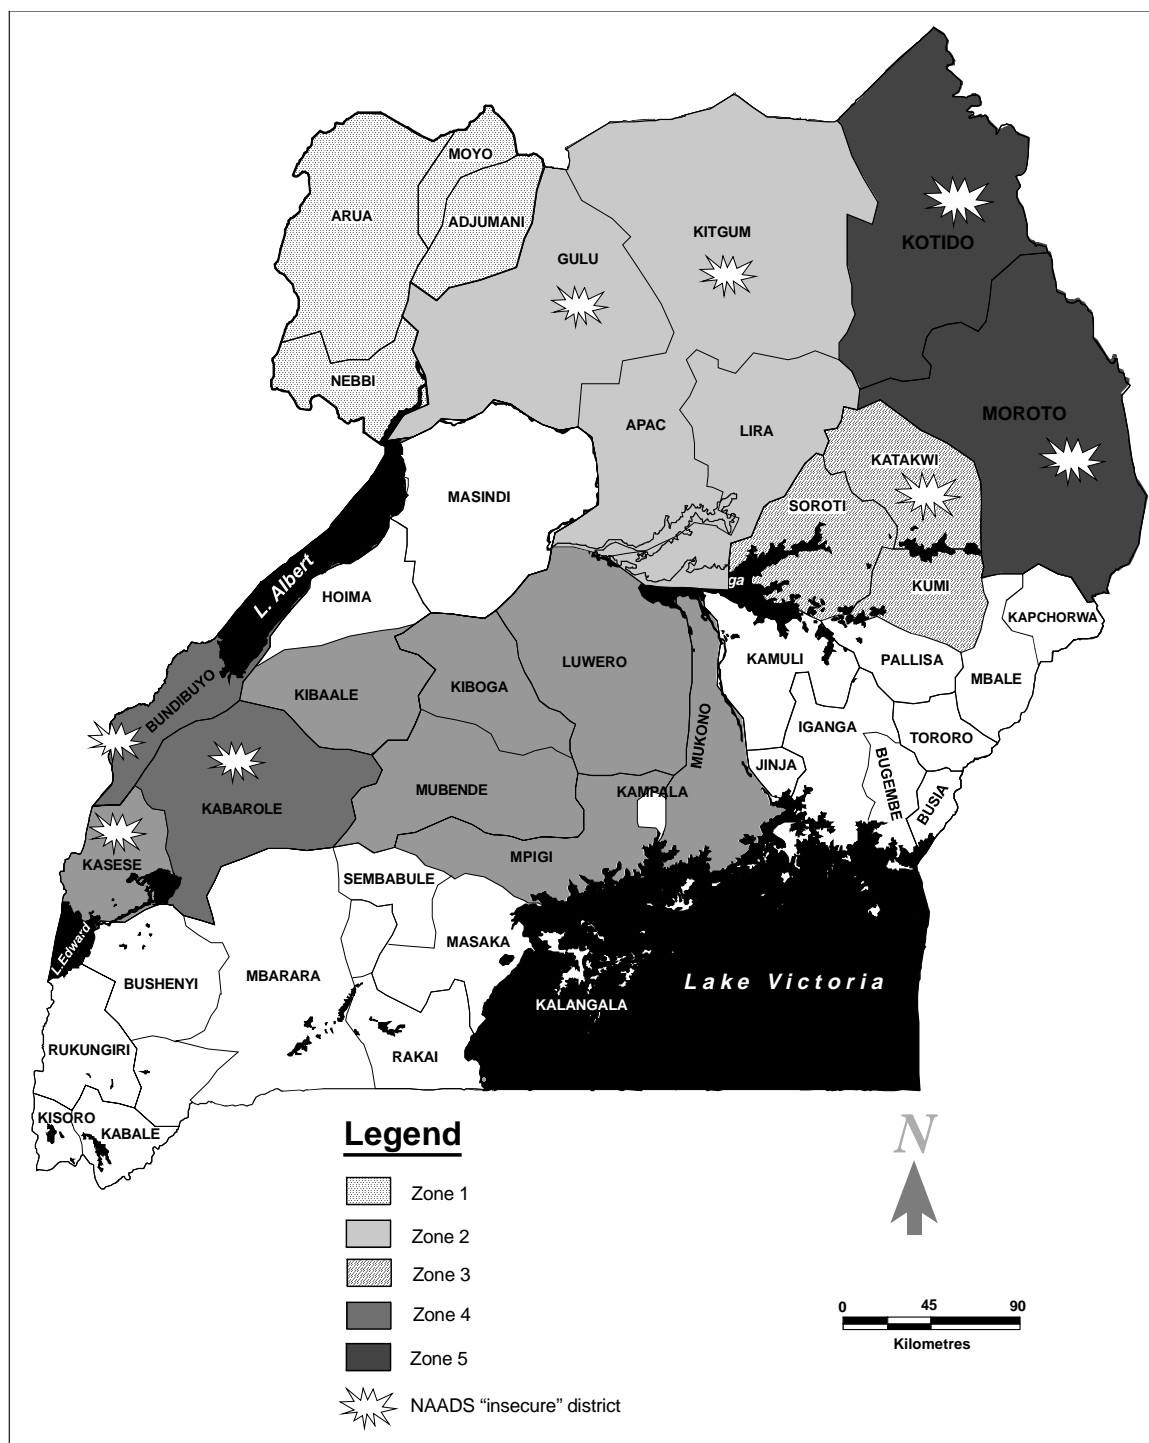 MOYO
ARUA
ADJUMANI
KITGUM
GULU
KOTIDO
NEBBI
MOROTO
APAC
LIRA
KATAKWI
MASINDI
SOROTI
L. Albert
ga
HOIMA
KUMI
KAPCHORWA
LUWERO
KAMULI
PALLISA
MBALE
KIBAALE
KIBOGA
BUNDIBUYO
MUKONO
IGANGA
TORORO
JINJA
BUGEMBE
BUSIA
KABAROLE
MUBENDE
KAMPALA
KASESE
MPIGI
SEMBABULE
L.Edward
MASAKA
BUSHENYI
MBARARA
Lake Victoria
KALANGALA
RUKUNGIRI
RAKAI
KISORO
KABALE
Legend
Zone 1
Zone 2
Zone 3
Zone 4
Zone 5
NAADS “insecure” district
N
0 45 90
Kilometres